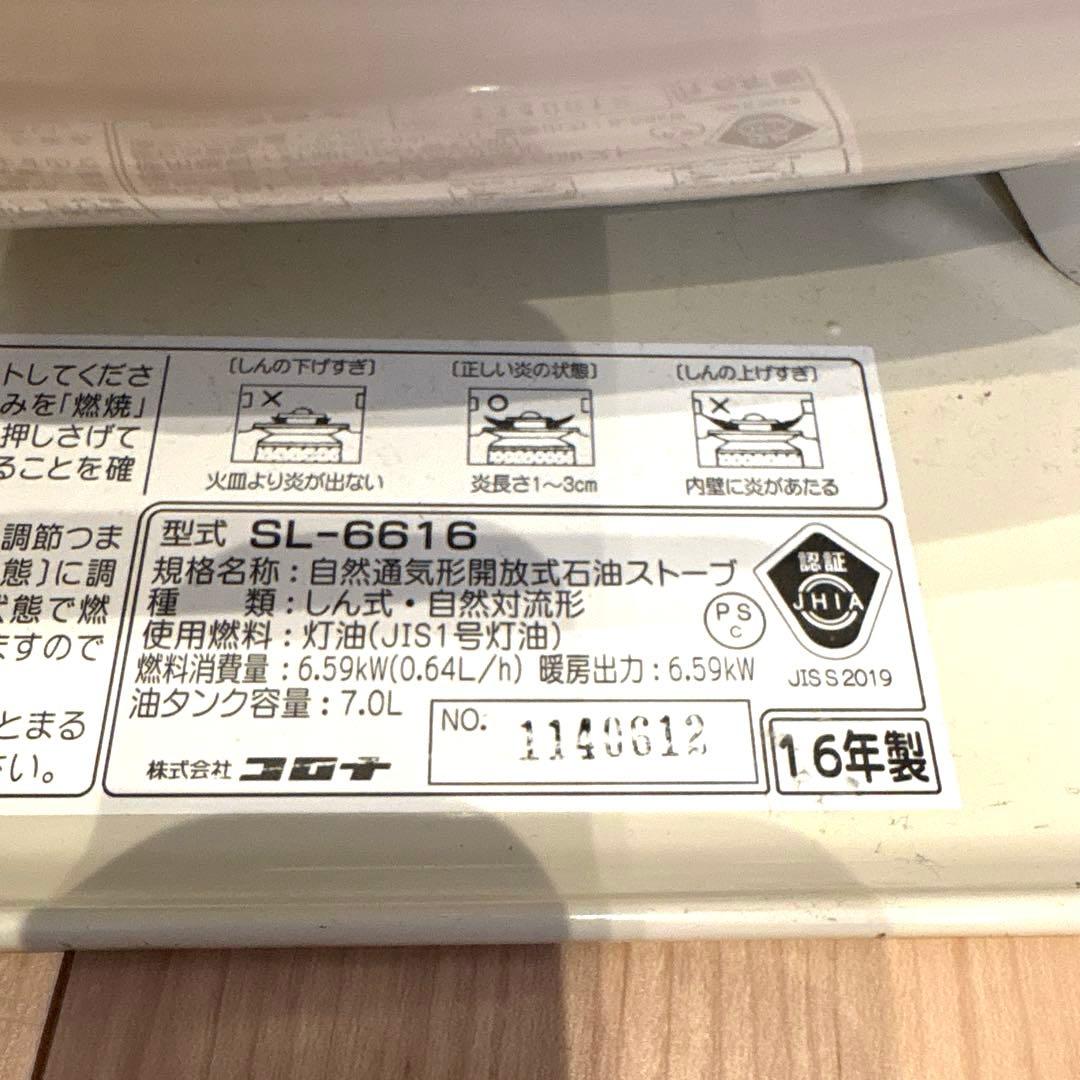 トしてくださ
みを「燃焼」
押しさげて
ることを確
〔しんの下げすぎ〕
火皿より炎が出ない
〔正しい炎の状態〕
炎長さ1〜3cm
〔しんの上げすぎ〕
内壁に炎があたる
調節つま
態〕に調
状態で燃
ますので
とまる
さい。
型式 SL-6616
規格名称：自然通気形開放式石油ストーブ
種　類：しん式・自然対流形
使用燃料：灯油(JIS1号灯油)
燃料消費量：6.59kW(0.64L/h) 暖房出力：6.59kW
油タンク容量：7.0L
PSC
認証
JHIA
JIS S 2019
NO. 1140612
株式会社コロナ
16年製